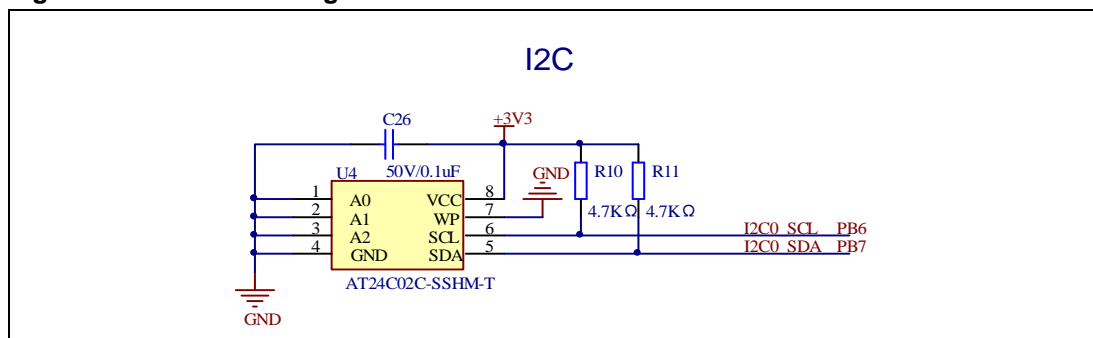 I2C
C26
+3V3
U4
50V/0.1uF
GND
R10
R11
1
A0
VCC
8
2
A1
WP
7
4.7KΩ
4.7KΩ
3
A2
SCL
6
I2C0_SCL
PB6
4
GND
SDA
5
I2C0_SDA
PB7
AT24C02C-SSHM-T
GND